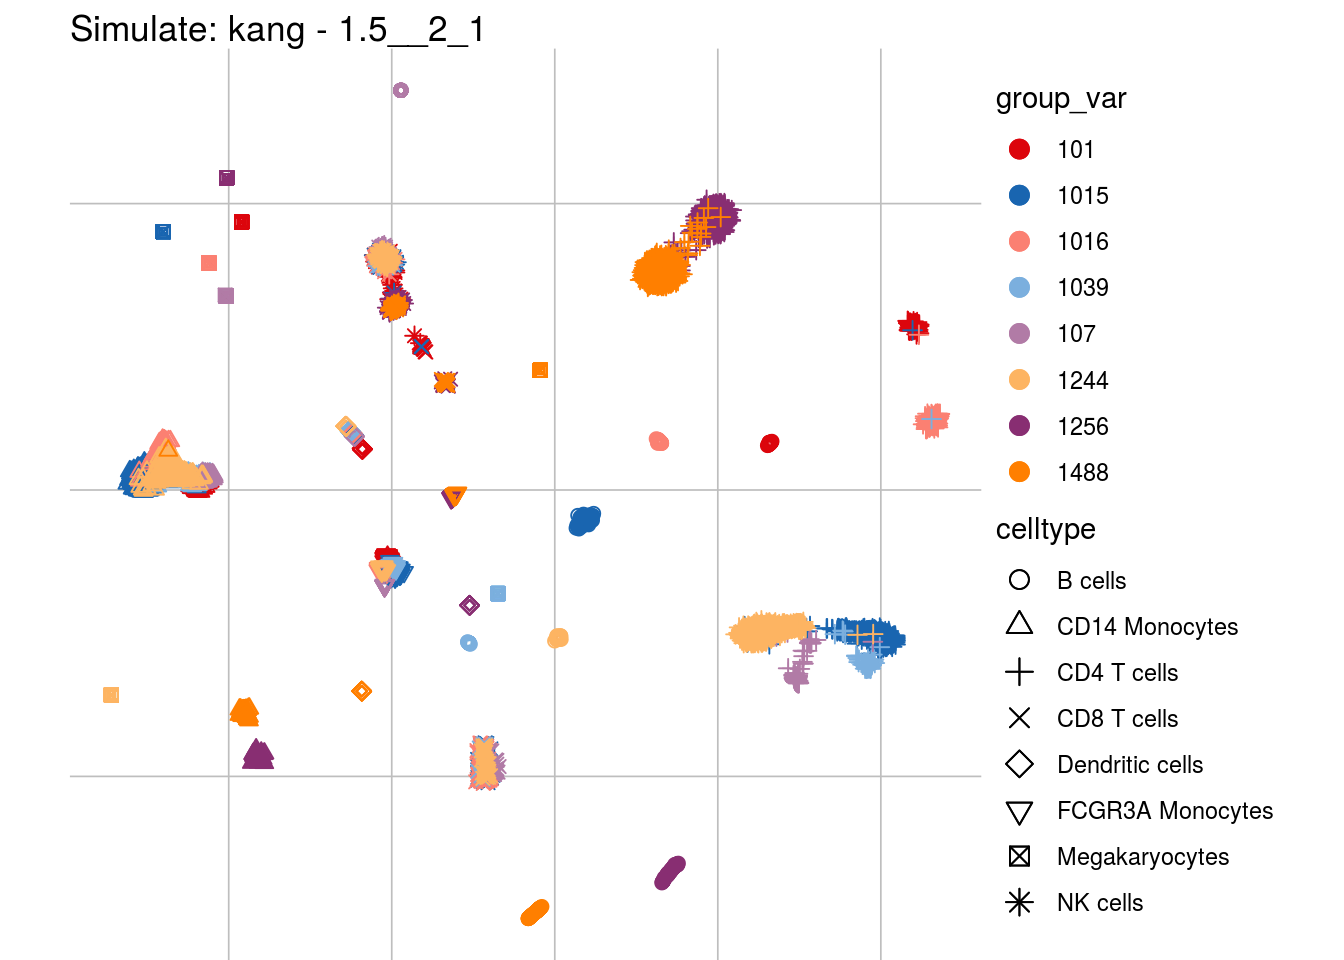 Simulate: kang - 1.5__2_1
group_var
101
1015
1016
1039
107
1244
1256
1488
celltype
B cells
CD14 Monocytes
CD4 T cells
CD8 T cells
Dendritic cells
FCGR3A Monocytes
Megakaryocytes
NK cells